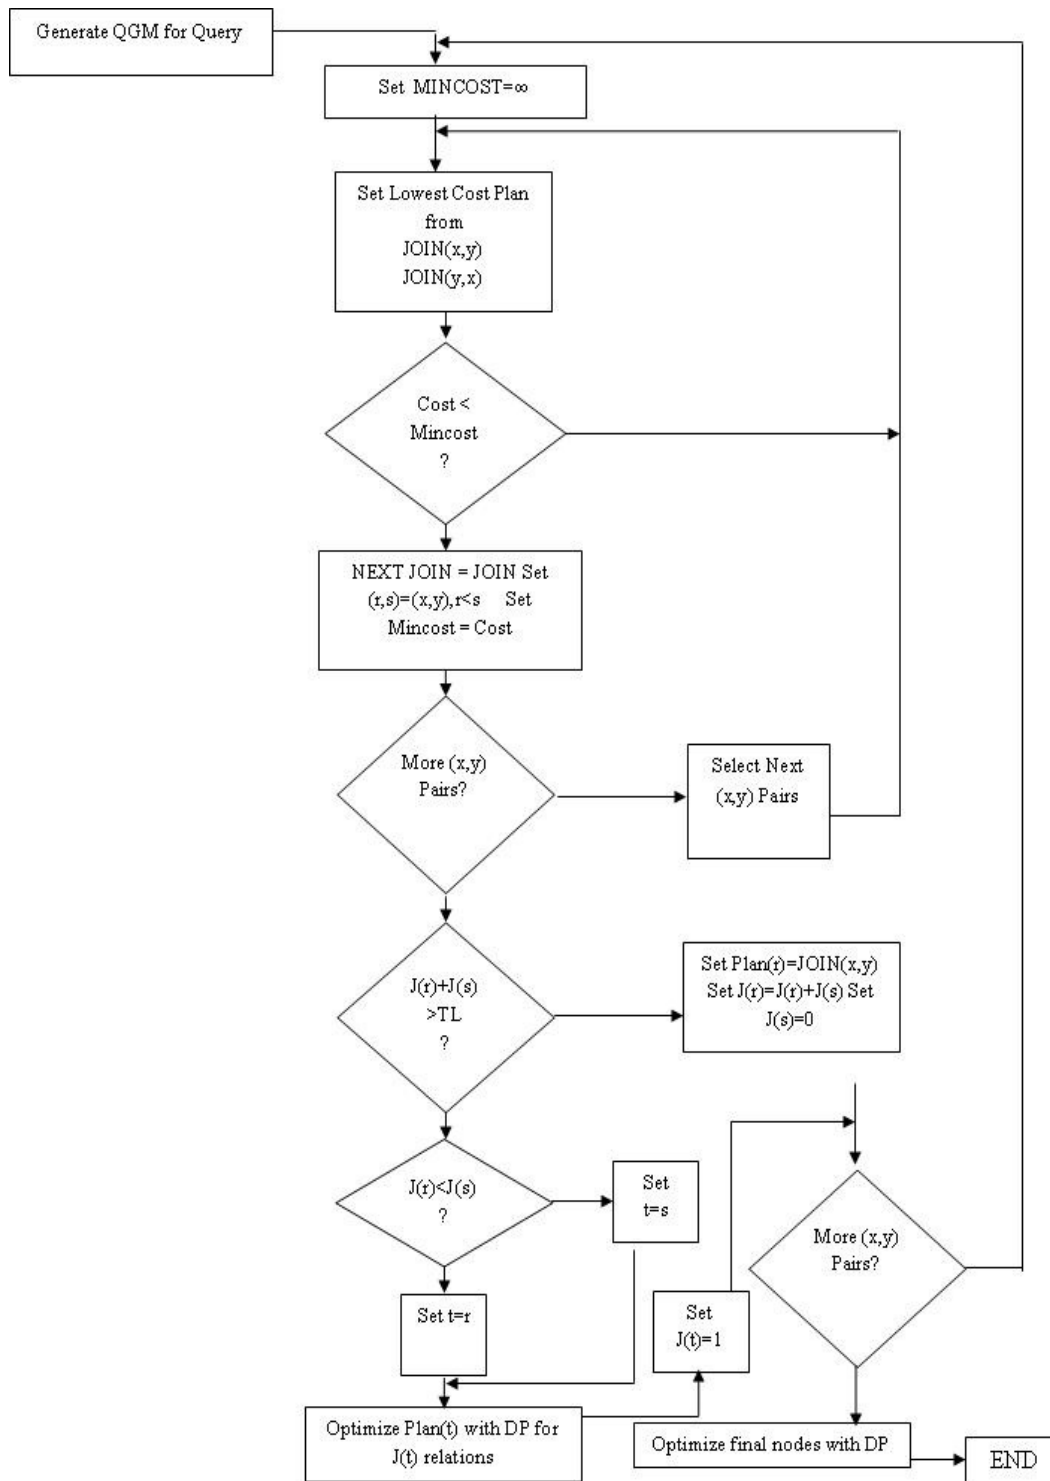 Generate QGM for Query
Set MINCOST=∞
Set Lowest Cost Plan
from
JOIN(x,y)
JOIN(y,x)
Cost <
Mincost
?
NEXT JOIN = JOIN Set
(r,s)=(x,y),r<s Set
Mincost = Cost
More (x,y)
Pairs?
Select Next
(x,y) Pairs
J(r)+J(s)
>TL
?
Set Plan(r)=JOIN(x,y)
Set J(r)=J(r)+J(s) Set
J(s)=0
J(r)<J(s)
?
Set
t=s
More (x,y)
Pairs?
Set t=r
Set
J(t)=1
Optimize Plan(t) with DP for
J(t) relations
Optimize final nodes with DP
END